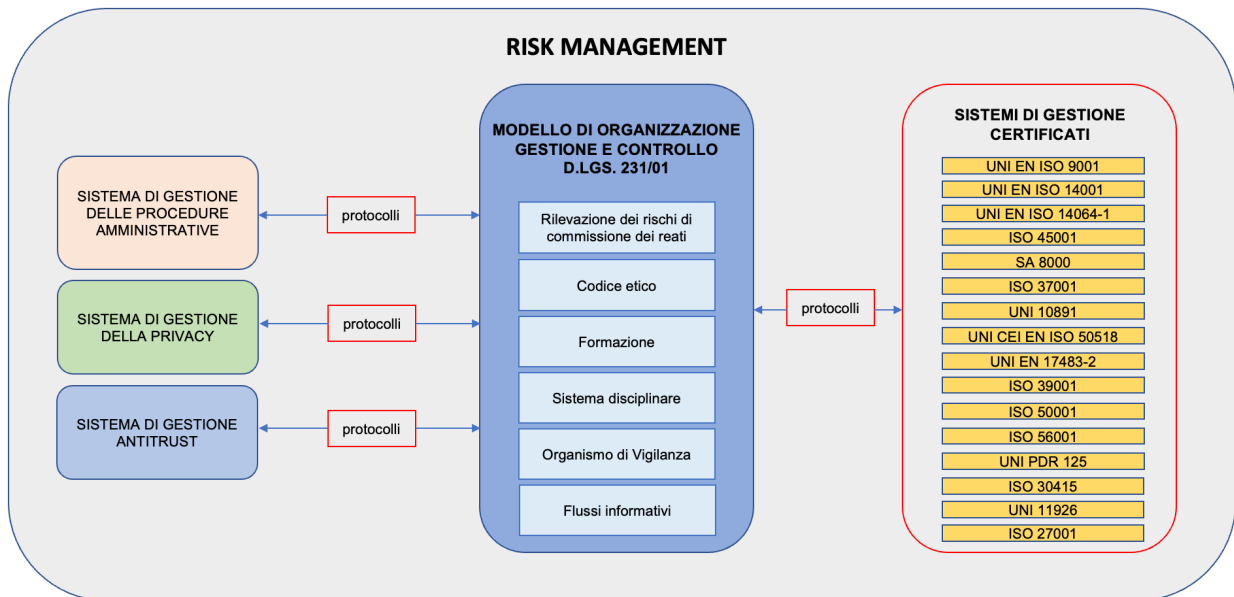 RISK MANAGEMENT
SISTEMA DI GESTIONE
DELLE PROCEDURE
AMMINISTRATIVE
SISTEMA DI GESTIONE
DELLA PRIVACY
SISTEMA DI GESTIONE
ANTITRUST
protocolli
protocolli
protocolli
MODELLO DI ORGANIZZAZIONE
GESTIONE E CONTROLLO
D.LGS. 231/01
Rilevazione dei rischi di
commissione dei reati
Codice etico
Formazione
Sistema disciplinare
Organismo di Vigilanza
Flussi informativi
protocolli
SISTEMI DI GESTIONE
CERTIFICATI
UNI EN ISO 9001
UNI EN ISO 14001
UNI EN ISO 14064-1
ISO 45001
SA 8000
ISO 37001
UNI 10891
UNI CEI EN ISO 50518
UNI EN 17483-2
ISO 39001
ISO 50001
ISO 56001
UNI PDR 125
ISO 30415
UNI 11926
ISO 27001